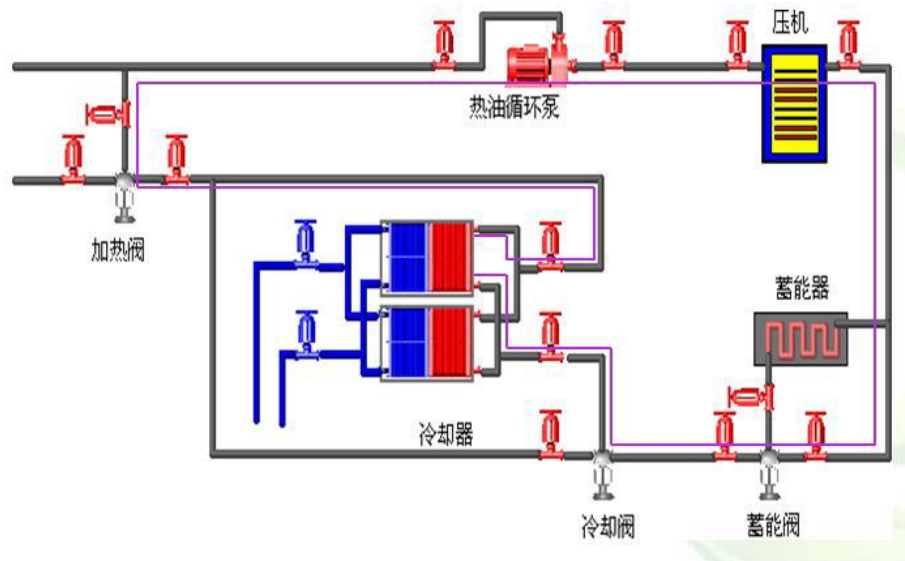 压机
热油循环泵
加热阀
蓄能器
冷却器
冷却阀
蓄能阀